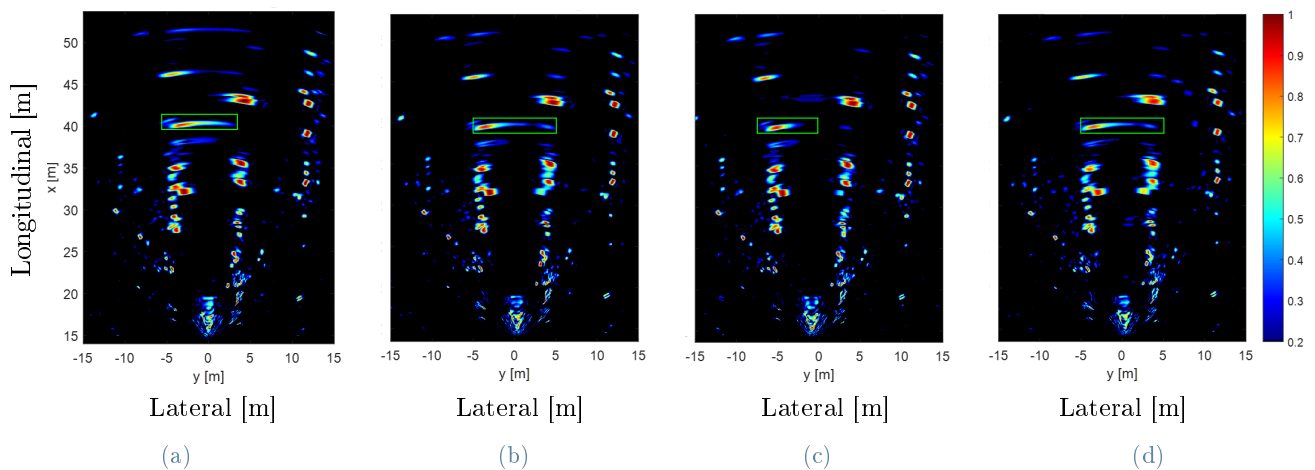 Longitudinal [m]
x [m]
50
45
40
35
30
25
20
15
-15 -10 -5 0 5 10 15
y [m]
Lateral [m]
(a)
-15 -10 -5 0 5 10 15
y [m]
Lateral [m]
(b)
-15 -10 -5 0 5 10 15
y [m]
Lateral [m]
(c)
-15 -10 -5 0 5 10 15
y [m]
Lateral [m]
(d)
1
0.9
0.8
0.7
0.6
0.5
0.4
0.3
0.2